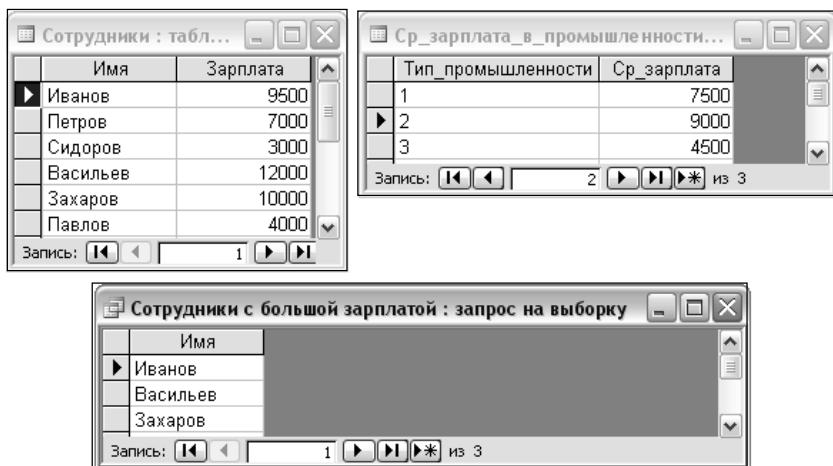 Сотрудники : табл...
Имя Зарплата
Иванов 9500
Петров 7000
Сидоров 3000
Васильев 12000
Захаров 10000
Павлов 4000
Запись: 1
Ср_зарплата_в_промышленности...
Тип_промышленности Ср_зарплата
1 7500
2 9000
3 4500
Запись: 2 из 3
Сотрудники с большой зарплатой : запрос на выборку
Имя
Иванов
Васильев
Захаров
Запись: 1 из 3